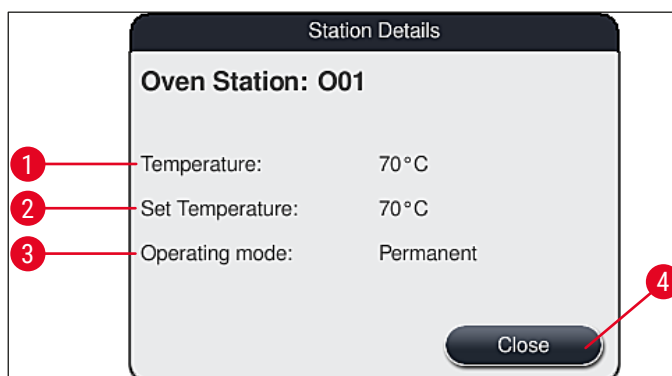 Station Details
Oven Station: O01
1 Temperature: 70°C
2 Set Temperature: 70°C
3 Operating mode: Permanent
4
Close